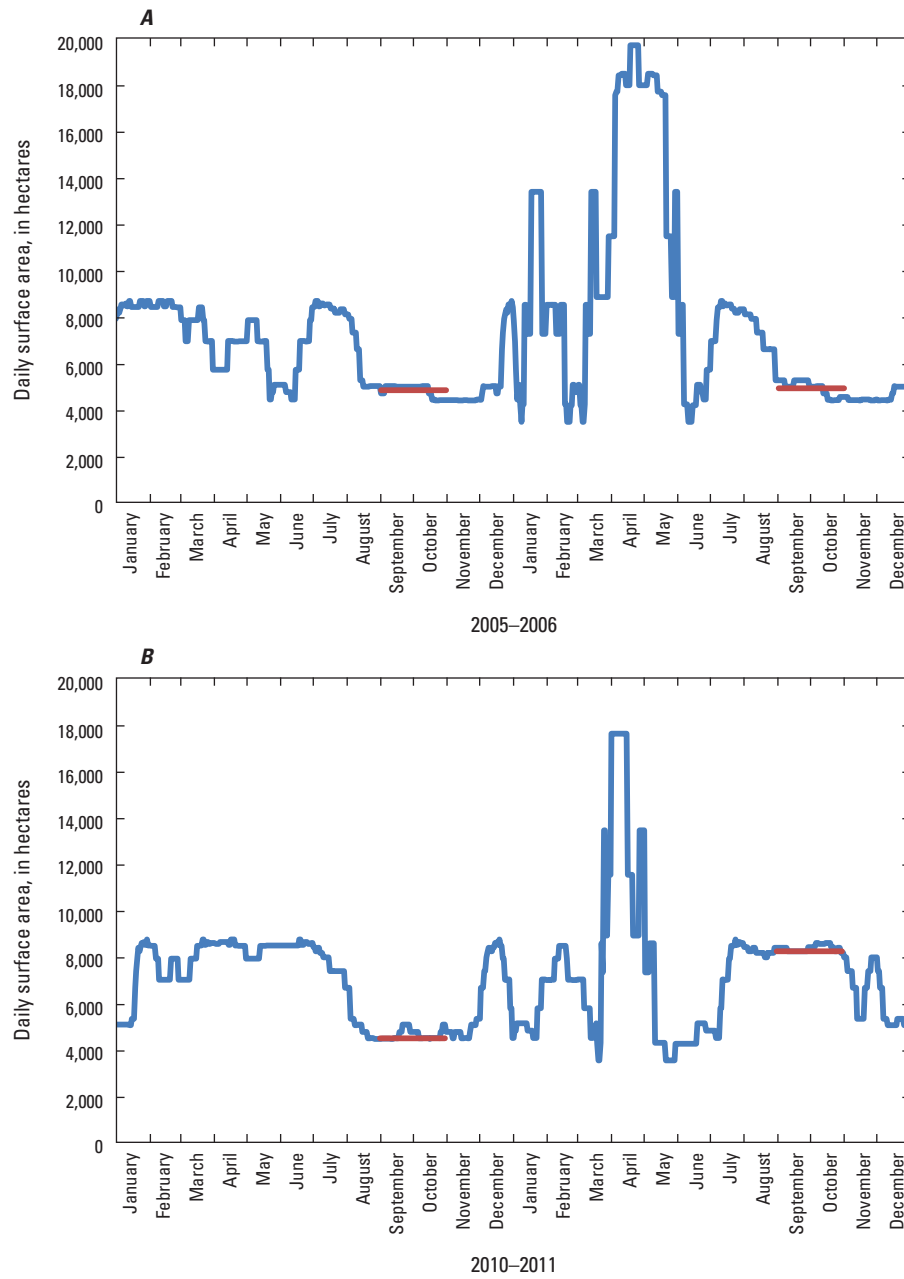 A
Daily surface area, in hectares
20,000
18,000
16,000
14,000
12,000
10,000
8,000
6,000
4,000
2,000
0
January
February
March
April
May
June
July
August
September
October
November
December
January
February
March
April
May
June
July
August
September
October
November
December
2005–2006
B
Daily surface area, in hectares
20,000
18,000
16,000
14,000
12,000
10,000
8,000
6,000
4,000
2,000
0
January
February
March
April
May
June
July
August
September
October
November
December
January
February
March
April
May
June
July
August
September
October
November
December
2010–2011